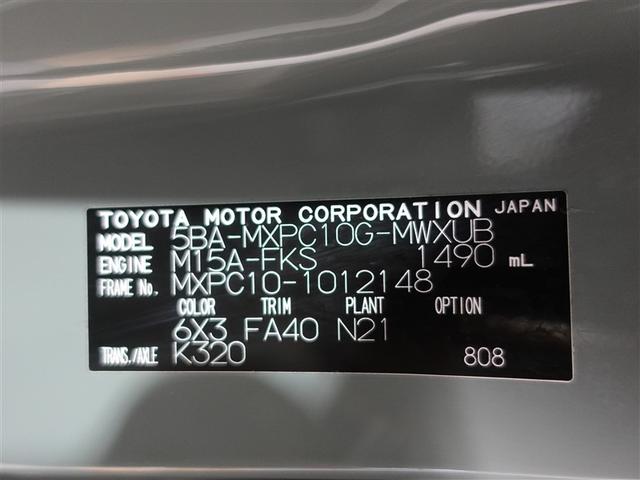 TOYOTA MOTOR CORPORATION JAPAN
MODEL 5BA-MXPC10G-MWXUB
ENGINE M15A-FKS 1490 mL
FRAME No. MXPC10-1012148
COLOR TRIM PLANT OPTION
6X3 FA40 N21
TRANS./AXLE K320 808